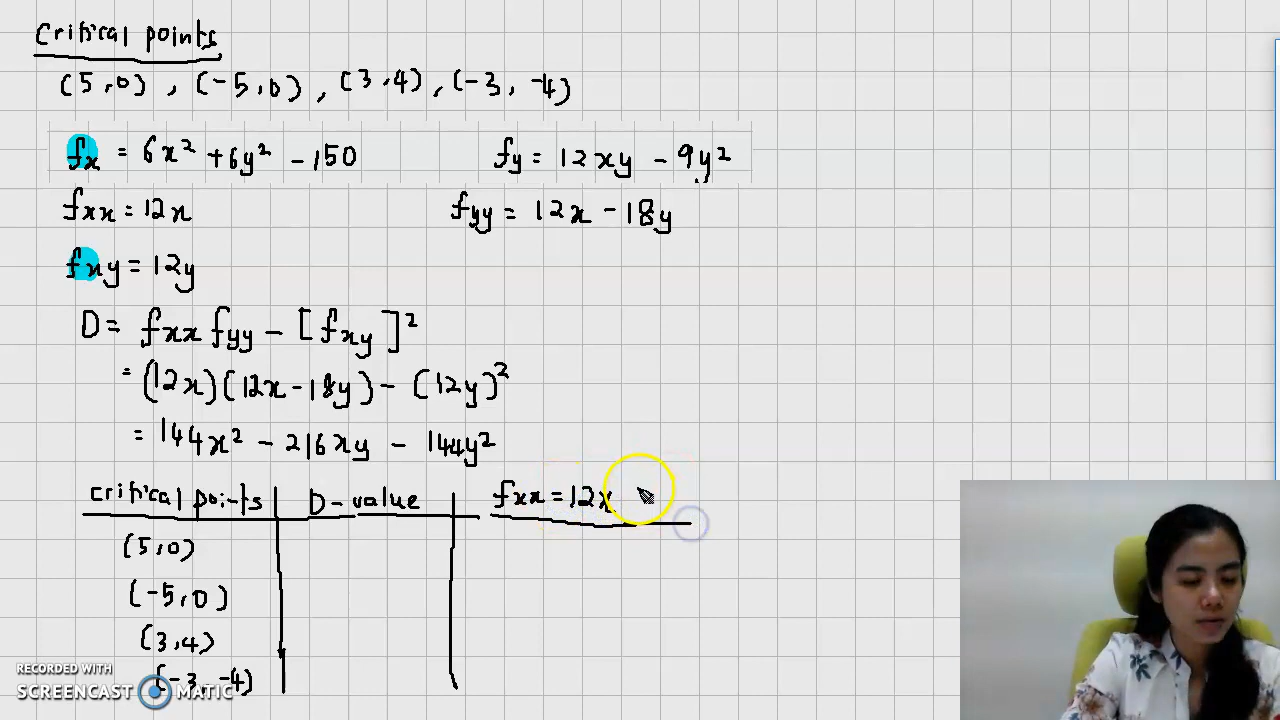 Critical points
(5,0), (-5,0), (3,4), (-3,-4)
fx = 6x² + 6y² - 150 fy = 12xy - 9y²
fxx = 12x fyy = 12x - 18y
fxy = 12y
D = fxx fyy - [fxy]²
= (12x)(12x - 18y) - (12y)²
= 144x² - 216xy - 144y²
critical points | D-value | fxx = 12x
(5,0)
(-5,0)
(3,4)
(-3,-4)
RECORDED WITH
SCREENCAST MATIC